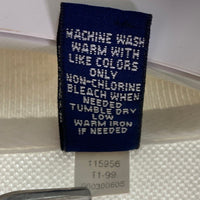 MACHINE WASH
WARM WITH
LIKE COLORS
ONLY
NON-CHLORINE
BLEACH WHEN
NEEDED
TUMBLE DRY
LOW
WARM IRON
IF NEEDED
115956
11-99